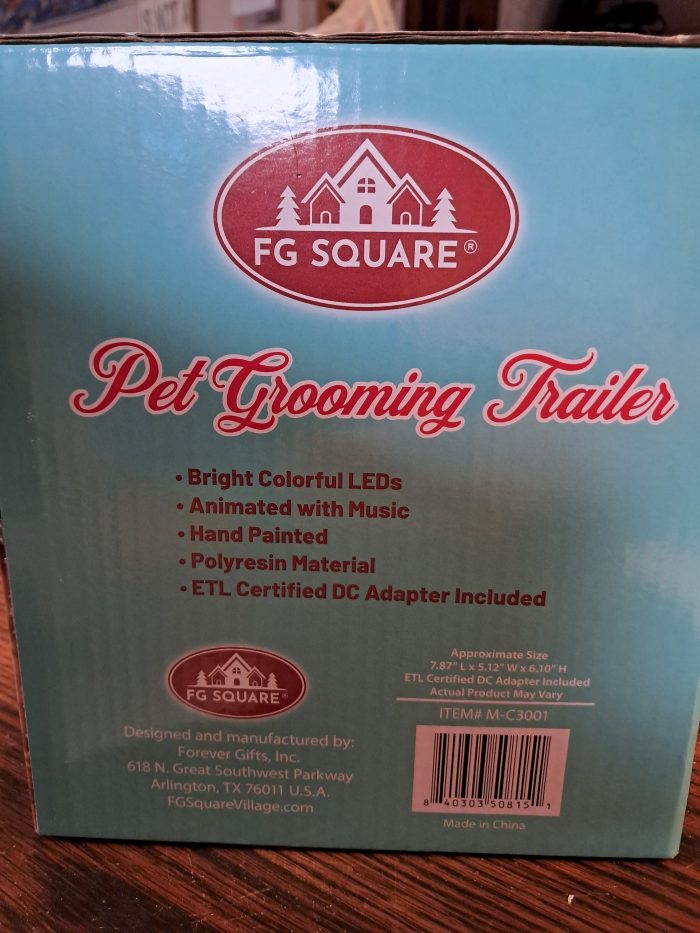 FG SQUARE®
Pet Grooming Trailer
• Bright Colorful LEDs
• Animated with Music
• Hand Painted
• Polyresin Material
• ETL Certified DC Adapter Included
FG SQUARE®
Designed and manufactured by:
Forever Gifts, Inc.
618 N. Great Southwest Parkway
Arlington, TX 76011 U.S.A.
FGSquareVillage.com
Approximate Size
7.87" L x 5.12" W x 6.10" H
ETL Certified DC Adapter Included
Actual Product May Vary
ITEM# M-C3001
8 40303 50815 1
Made in China